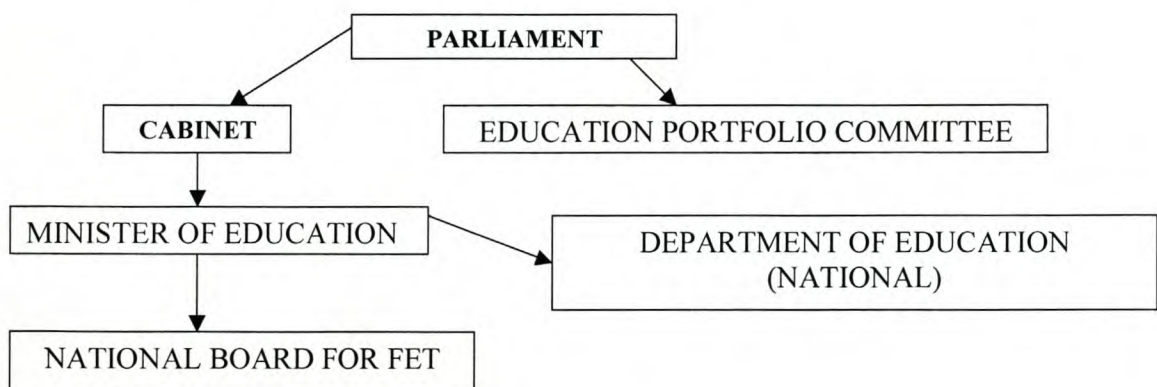 PARLIAMENT
CABINET
EDUCATION PORTFOLIO COMMITTEE
MINISTER OF EDUCATION
DEPARTMENT OF EDUCATION
(NATIONAL)
NATIONAL BOARD FOR FET